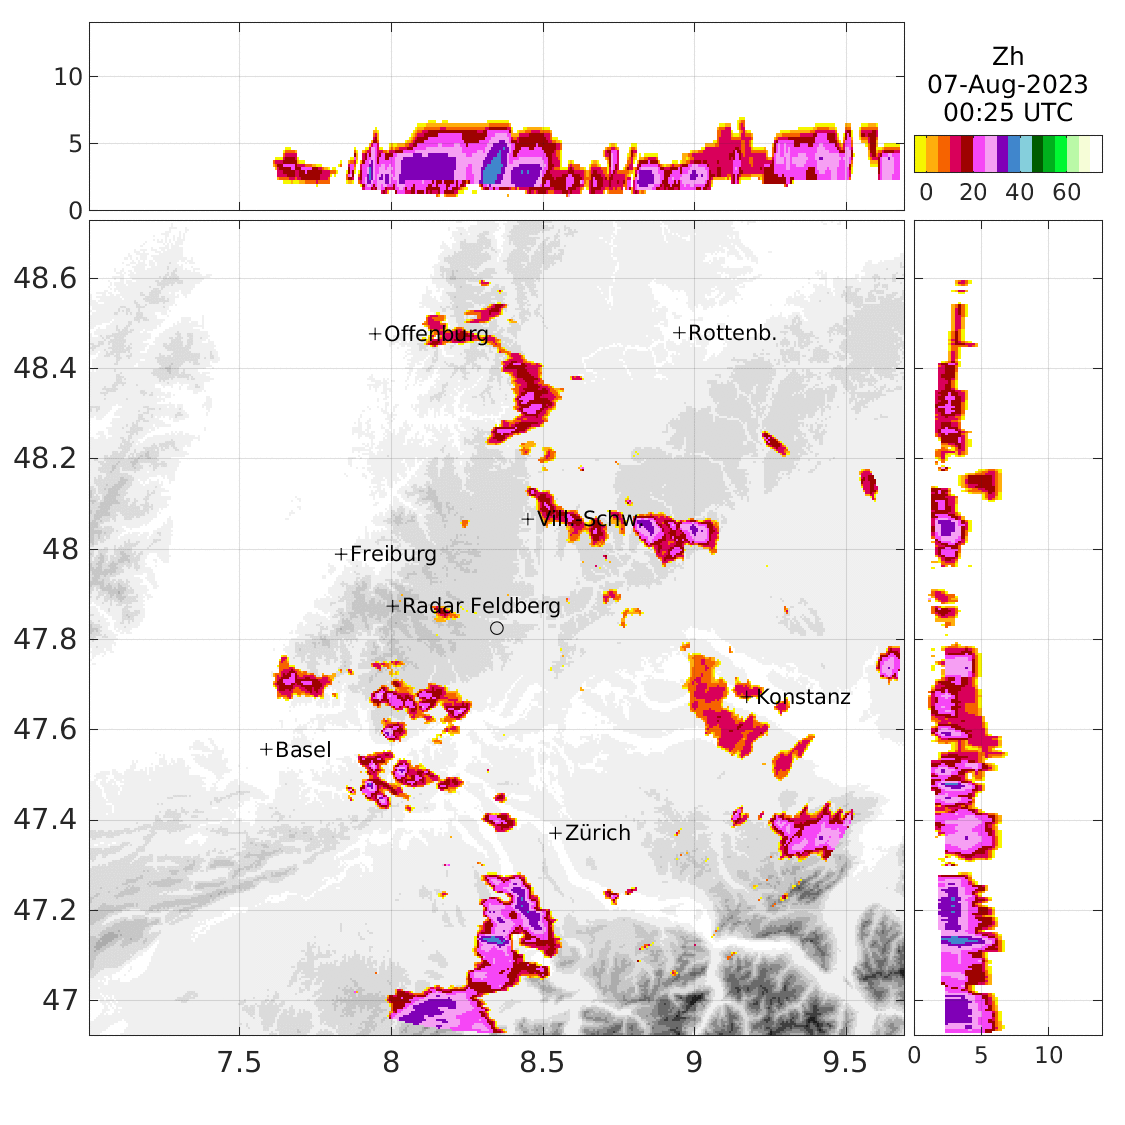 Zh
07-Aug-2023
00:25 UTC
10
5
0
0 20 40 60
48.6
+Offenburg +Rottenb.
48.4
48.2
+Vill.-Schw.
48
+Freiburg
+Radar Feldberg
47.8
+Konstanz
47.6
+Basel
47.4
+Zürich
47.2
47
7.5 8 8.5 9 9.5
0 5 10